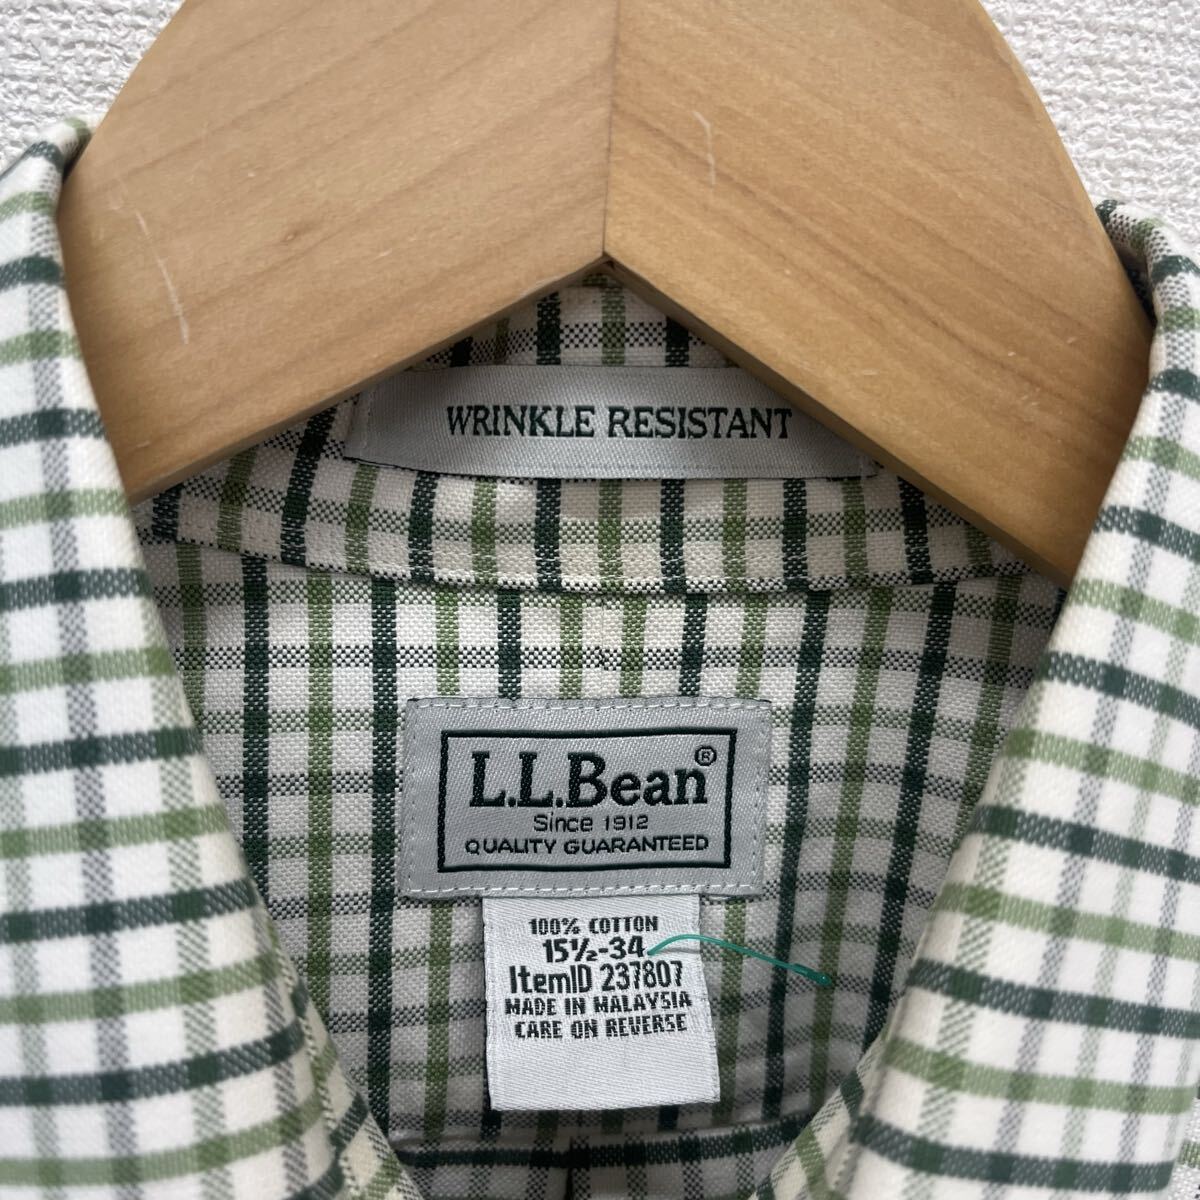 WRINKLE RESISTANT
L.L.Bean®
Since 1912
QUALITY GUARANTEED
100% COTTON
15½-34
ItemID 237807
MADE IN MALAYSIA
CARE ON REVERSE